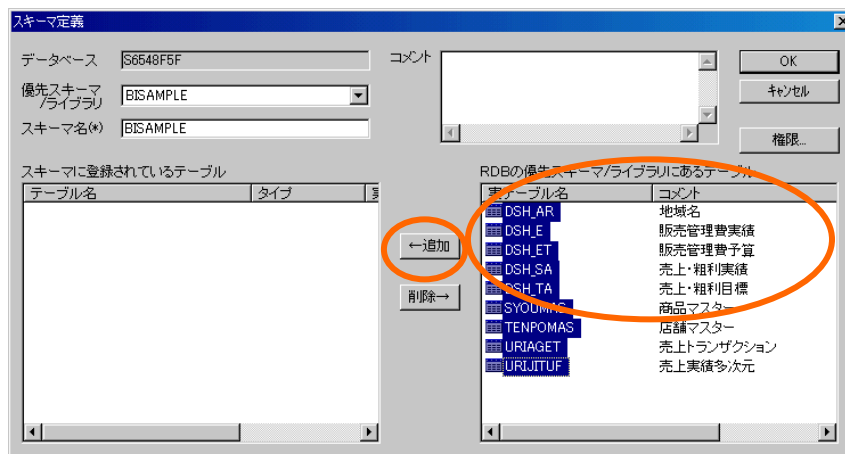 スキーマ定義
データベース S6548F5F
コメント
OK
優先スキーマ
/ライブラリ
BISAMPLE
キャンセル
スキーマ名(*) BISAMPLE
権限...
スキーマに登録されているテーブル
RDBの優先スキーマ/ライブラリにあるテーブル
テーブル名 タイプ
実テーブル名 コメント
DSH_AR 地域名
DSH_E 販売管理費実績
←追加
DSH_ET 販売管理費予算
DSH_SA 売上・粗利実績
削除→
DSH_TA 売上・粗利目標
SYOUMAS 商品マスター
TENPOMAS 店舗マスター
URIAGET 売上トランザクション
URIJITUF 売上実績多次元